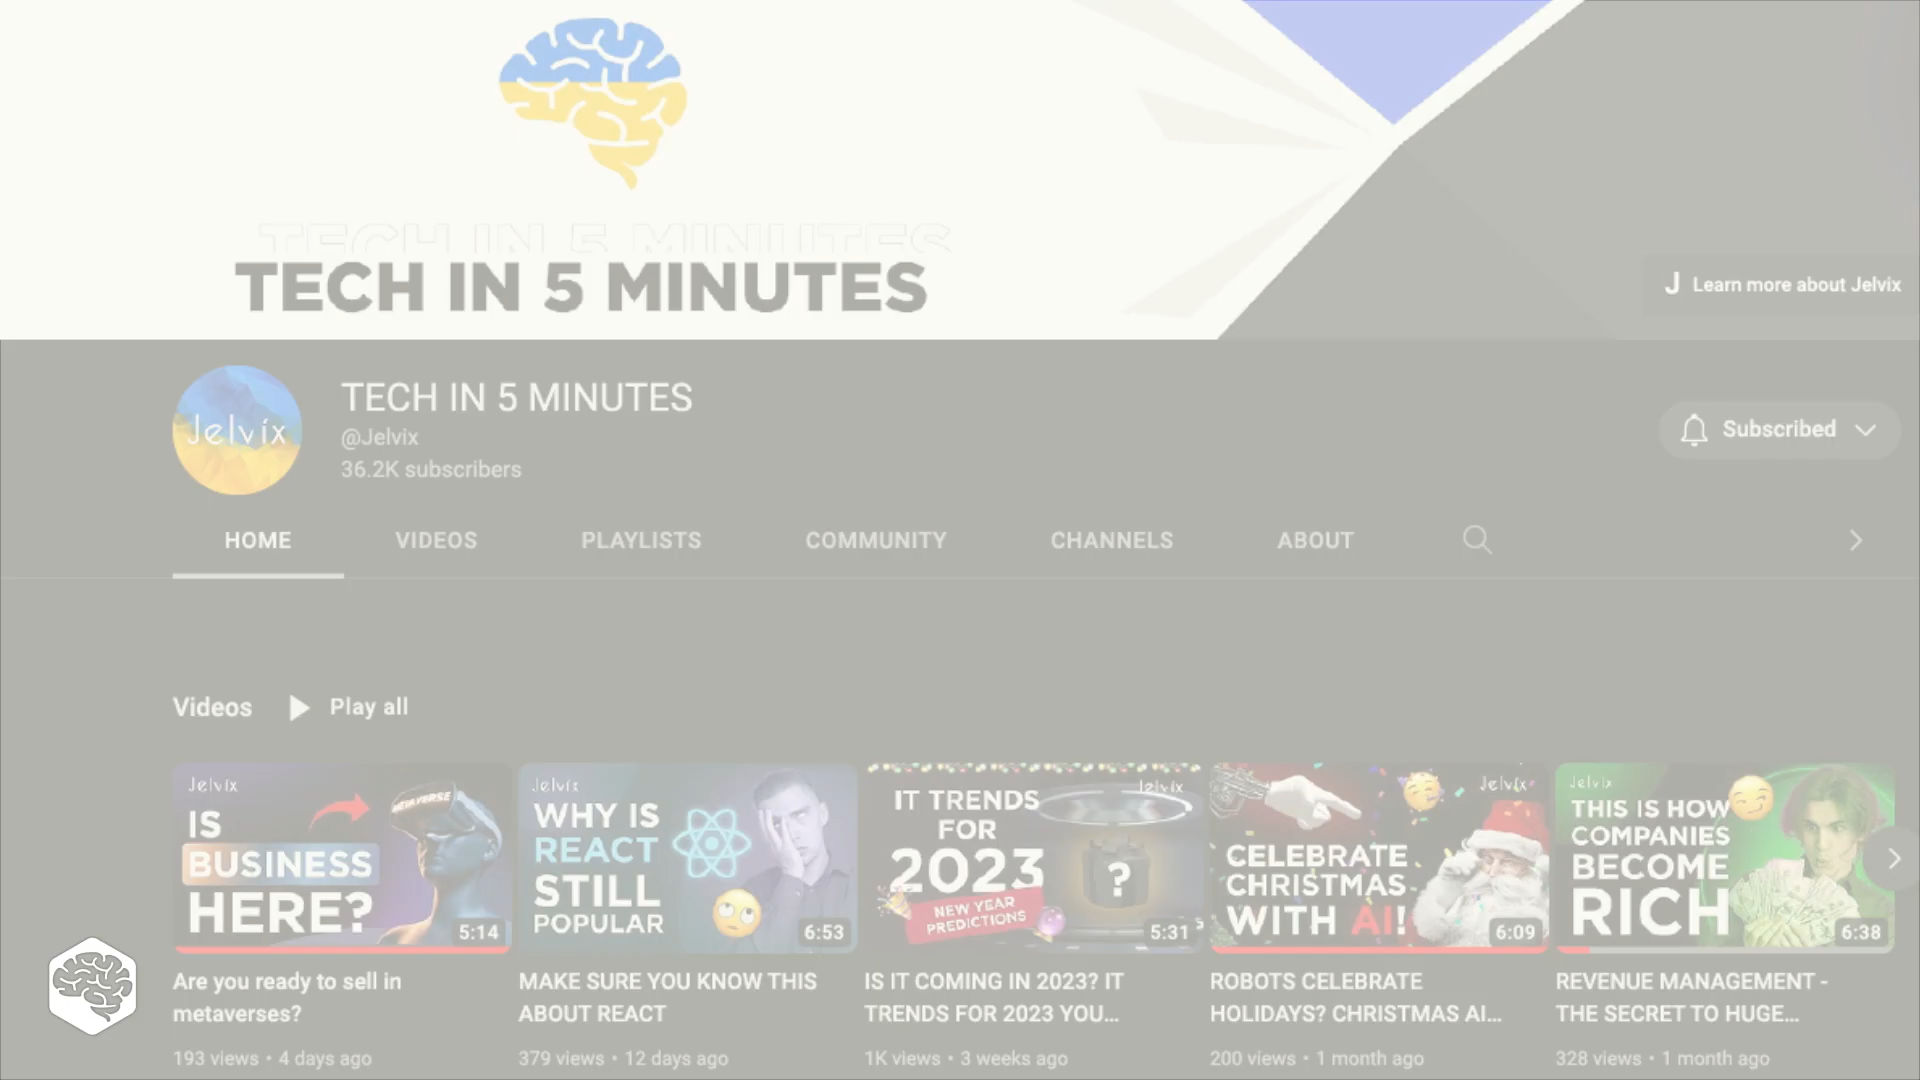 TECH IN 5 MINUTES
TECH IN 5 MINUTES
Learn more about Jelvix
Jelvix
TECH IN 5 MINUTES
@Jelvix
36.2K subscribers
Subscribed
HOME VIDEOS PLAYLISTS COMMUNITY CHANNELS ABOUT
Videos Play all
Jelvix
METAVERSE
IS
BUSINESS
HERE?
5:14
Jelvix
WHY IS
REACT
STILL
POPULAR
6:53
Jelvix
IT TRENDS
FOR
2023
?
NEW YEAR
PREDICTIONS
5:31
Jelvix
CELEBRATE
CHRISTMAS
WITH AI!
6:09
Jelvix
THIS IS HOW
COMPANIES
BECOME
RICH
6:38
Are you ready to sell in
metaverses?
193 views • 4 days ago
MAKE SURE YOU KNOW THIS
ABOUT REACT
379 views • 12 days ago
IS IT COMING IN 2023? IT
TRENDS FOR 2023 YOU...
1K views • 3 weeks ago
ROBOTS CELEBRATE
HOLIDAYS? CHRISTMAS AI...
200 views • 1 month ago
REVENUE MANAGEMENT -
THE SECRET TO HUGE...
328 views • 1 month ago